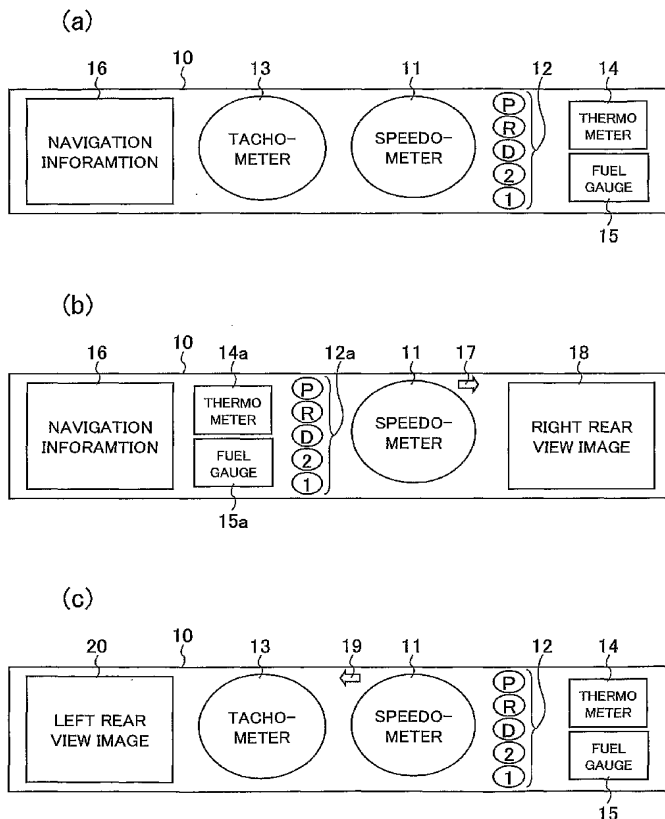 (a)
16 10 13 11 12 14
NAVIGATION
INFORAMTION
TACHO-
METER
SPEEDO-
METER
P
R
D
2
1
THERMO
METER
FUEL
GAUGE
15
(b)
16 10 14a 12a 11 17 18
NAVIGATION
INFORAMTION
THERMO
METER
FUEL
GAUGE
15a
P
R
D
2
1
SPEEDO-
METER
RIGHT REAR
VIEW IMAGE
(c)
20 10 13 19 11 12 14
LEFT REAR
VIEW IMAGE
TACHO-
METER
SPEEDO-
METER
P
R
D
2
1
THERMO
METER
FUEL
GAUGE
15